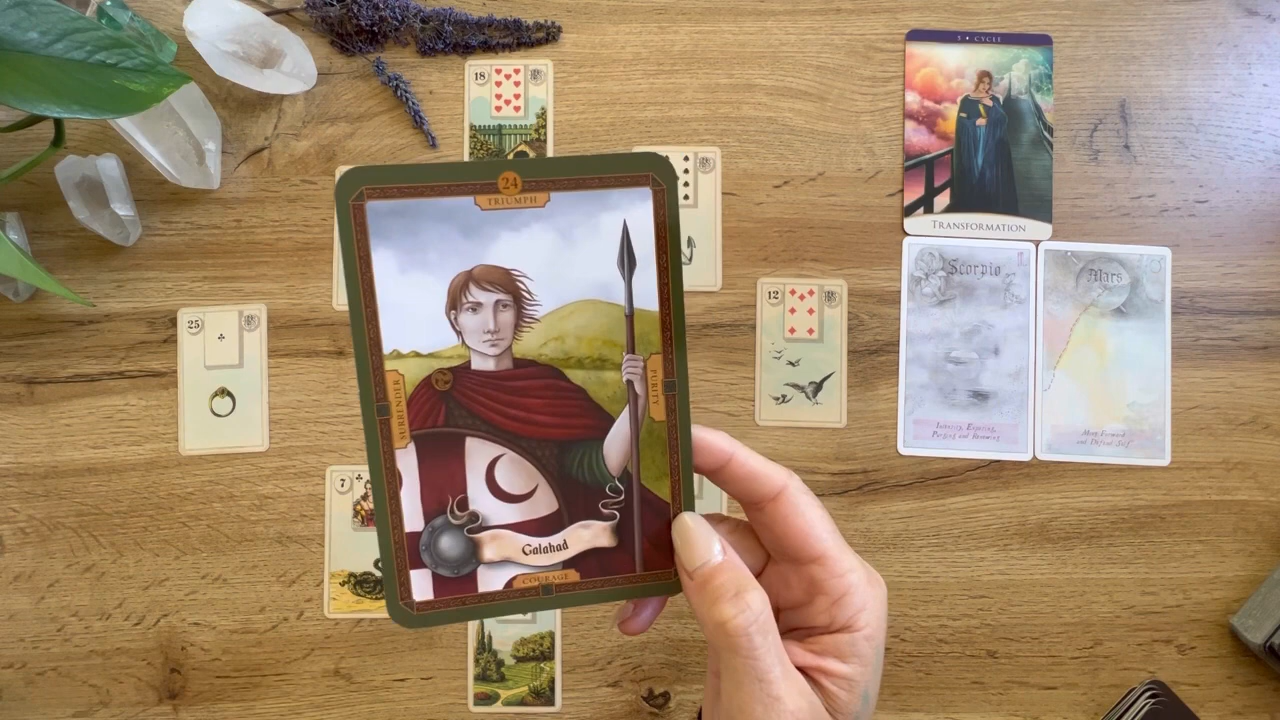 18
5 • CYCLE
TRANSFORMATION
24
TRIUMPH
SURRENDER
PURITY
Galahad
COURAGE
25
12
7
Scorpio
Intensity, Exposing,
Purging and Renewing
Mars
Move Forward
and Defend Self